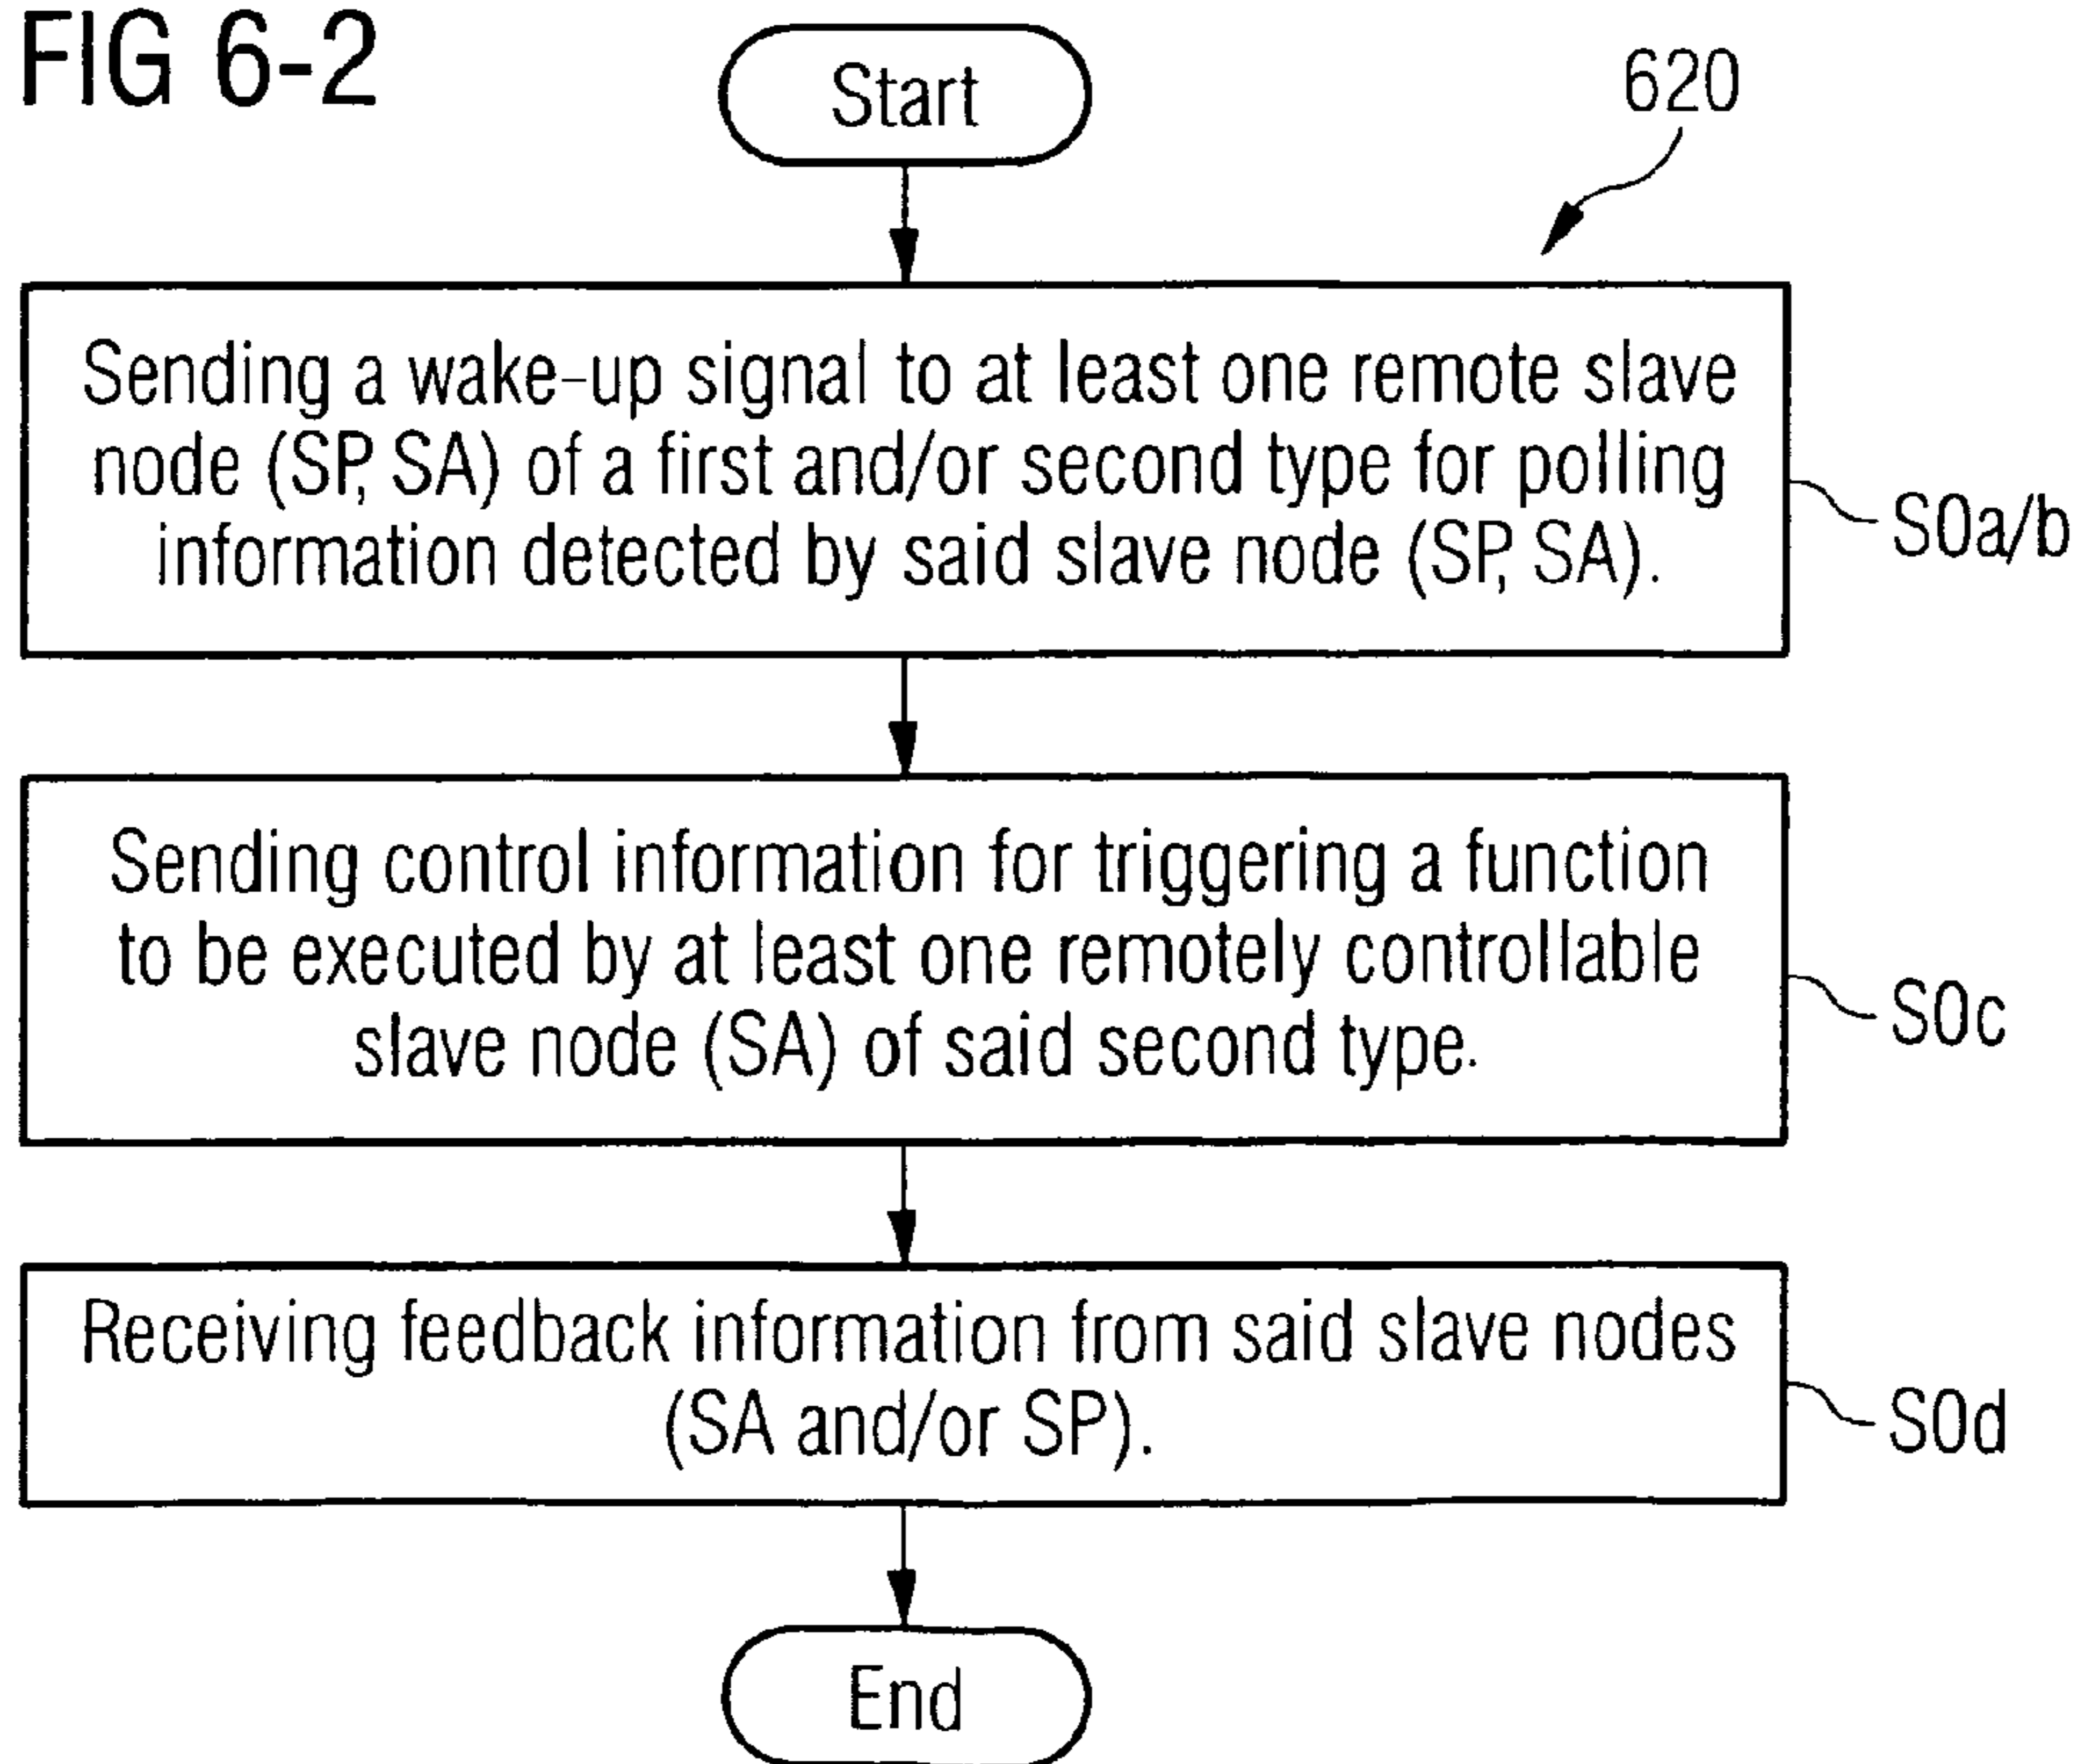 FIG 6-2
Start
620
Sending a wake-up signal to at least one remote slave
node (SP, SA) of a first and/or second type for polling
information detected by said slave node (SP, SA).
S0a/b
Sending control information for triggering a function
to be executed by at least one remotely controllable
slave node (SA) of said second type.
S0c
Receiving feedback information from said slave nodes
(SA and/or SP).
S0d
End